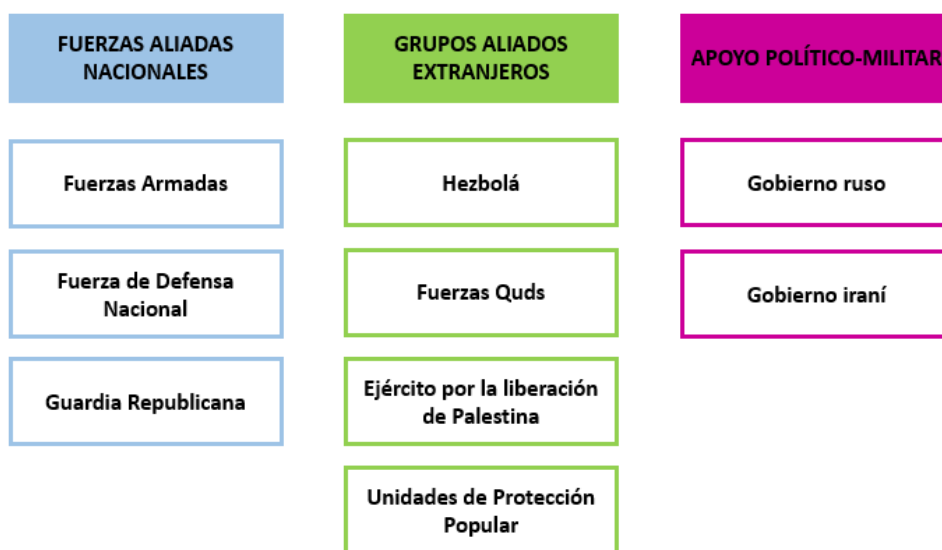 FUERZAS ALIADAS
NACIONALES
Fuerzas Armadas
Fuerza de Defensa
Nacional
Guardia Republicana
GRUPOS ALIADOS
EXTRANJEROS
Hezbolá
Fuerzas Quds
Ejército por la liberación
de Palestina
Unidades de Protección
Popular
APOYO POLÍTICO-MILITAR
Gobierno ruso
Gobierno iraní